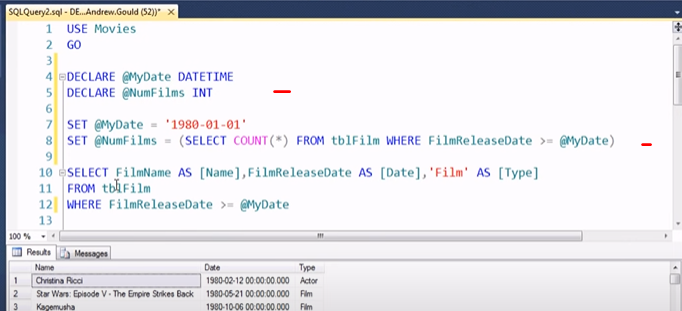 SQLQuery2.sql - DE...Andrew.Gould (52))* ×
1 USE Movies
2 GO
3
4 DECLARE @MyDate DATETIME
5 DECLARE @NumFilms INT
6
7 SET @MyDate = '1980-01-01'
8 SET @NumFilms = (SELECT COUNT(*) FROM tblFilm WHERE FilmReleaseDate >= @MyDate)
9
10 SELECT FilmName AS [Name],FilmReleaseDate AS [Date],'Film' AS [Type]
11 FROM tblFilm
12 WHERE FilmReleaseDate >= @MyDate
13
100 %
Results Messages
Name Date Type
1 Christina Ricci 1980-02-12 00:00:00.000 Actor
2 Star Wars: Episode V - The Empire Strikes Back 1980-05-21 00:00:00.000 Film
3 Kagemusha 1980-10-06 00:00:00.000 Film